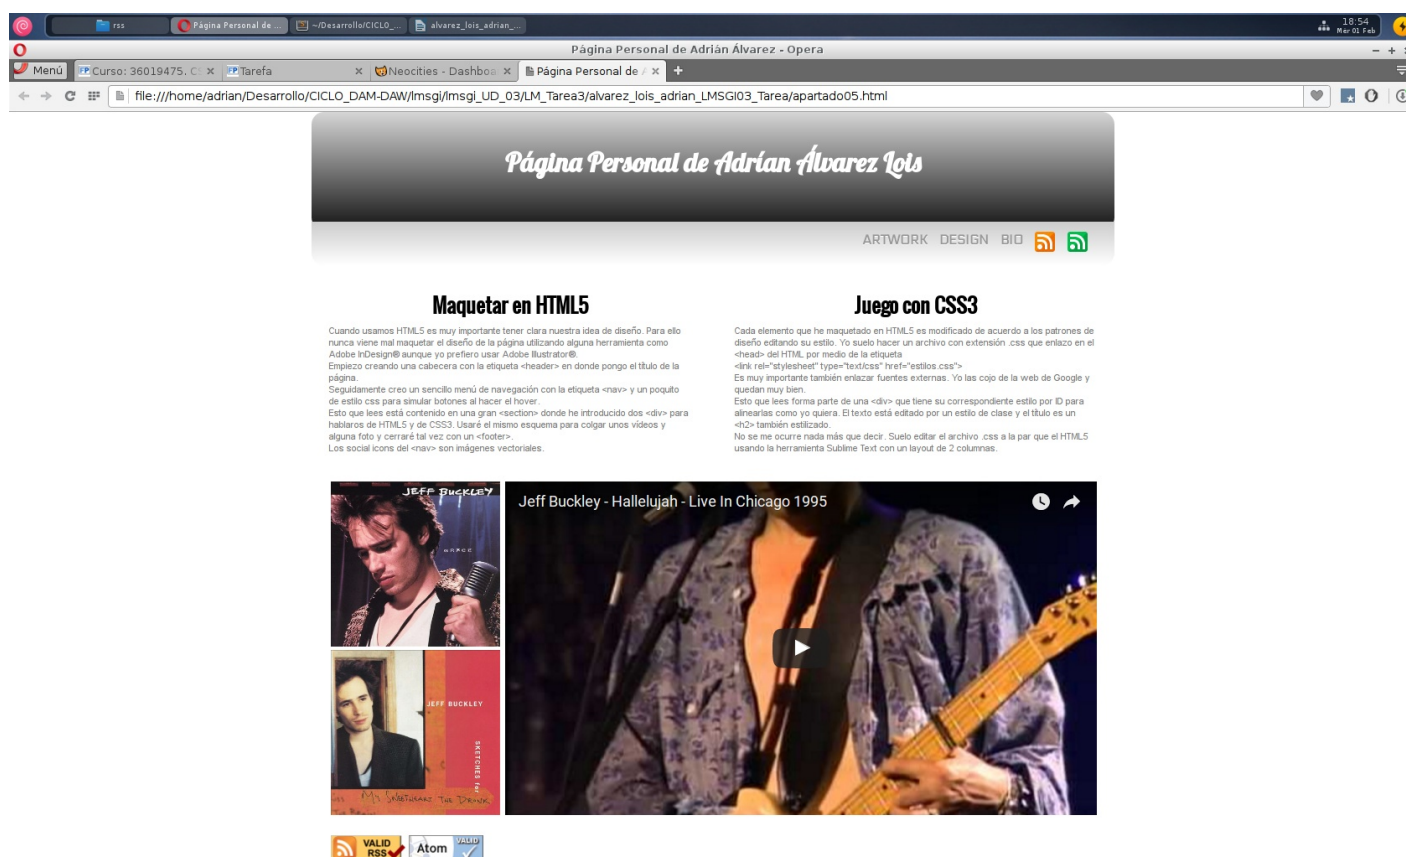 rss
Página Personal de ...
~/Desarrollo/CICLO_...
alvarez_lois_adrian_...
18:54
Mér 01 Feb
Página Personal de Adrián Álvarez - Opera
Menú
Curso: 36019475, C
Tarefa
Neocities - Dashboa
Página Personal de
file:///home/adrian/Desarrollo/CICLO_DAM-DAW/lmsgi/lmsgi_UD_03/LM_Tarea3/alvarez_lois_adrian_LMSGI03_Tarea/apartado05.html
Página Personal de Adrían Álvarez Lois
ARTWORK DESIGN BIO
Maquetar en HTML5
Cuando usamos HTML5 es muy importante tener clara nuestra idea de diseño. Para ello
nunca viene mal maquetar el diseño de la página utilizando alguna herramienta como
Adobe InDesign® aunque yo prefiero usar Adobe Illustrator®.
Empiezo creando una cabecera con la etiqueta <header> en donde pongo el título de la
página.
Seguidamente creo un sencillo menú de navegación con la etiqueta <nav> y un poquito
de estilo css para simular botones al hacer el hover.
Esto que lees está contenido en una gran <section> donde he introducido dos <div> para
hablaros de HTML5 y de CSS3. Usaré el mismo esquema para colgar unos vídeos y
alguna foto y cerraré tal vez con un <footer>.
Los social icons del <nav> son imágenes vectoriales.
Juego con CSS3
Cada elemento que he maquetado en HTML5 es modificado de acuerdo a los patrones de
diseño editando su estilo. Yo suelo hacer un archivo con extensión .css que enlazo en el
<head> del HTML por medio de la etiqueta
<link rel="stylesheet" type="text/css" href="estilos.css">
Es muy importante también enlazar fuentes externas. Yo las cojo de la web de Google y
quedan muy bien.
Esto que lees forma parte de una <div> que tiene su correspondiente estilo por ID para
alinearlas como yo quiera. El texto está editado por un estilo de clase y el título es un
<h2> también estilizado.
No se me ocurre nada más que decir. Suelo editar el archivo .css a la par que el HTML5
usando la herramienta Sublime Text con un layout de 2 columnas.
JEFF BUCKLEY
GRACE
Jeff Buckley - Hallelujah - Live In Chicago 1995
JEFF BUCKLEY
SKETCHES for
My Sweetheart The Drunk
VALID
RSS
Atom
VALID